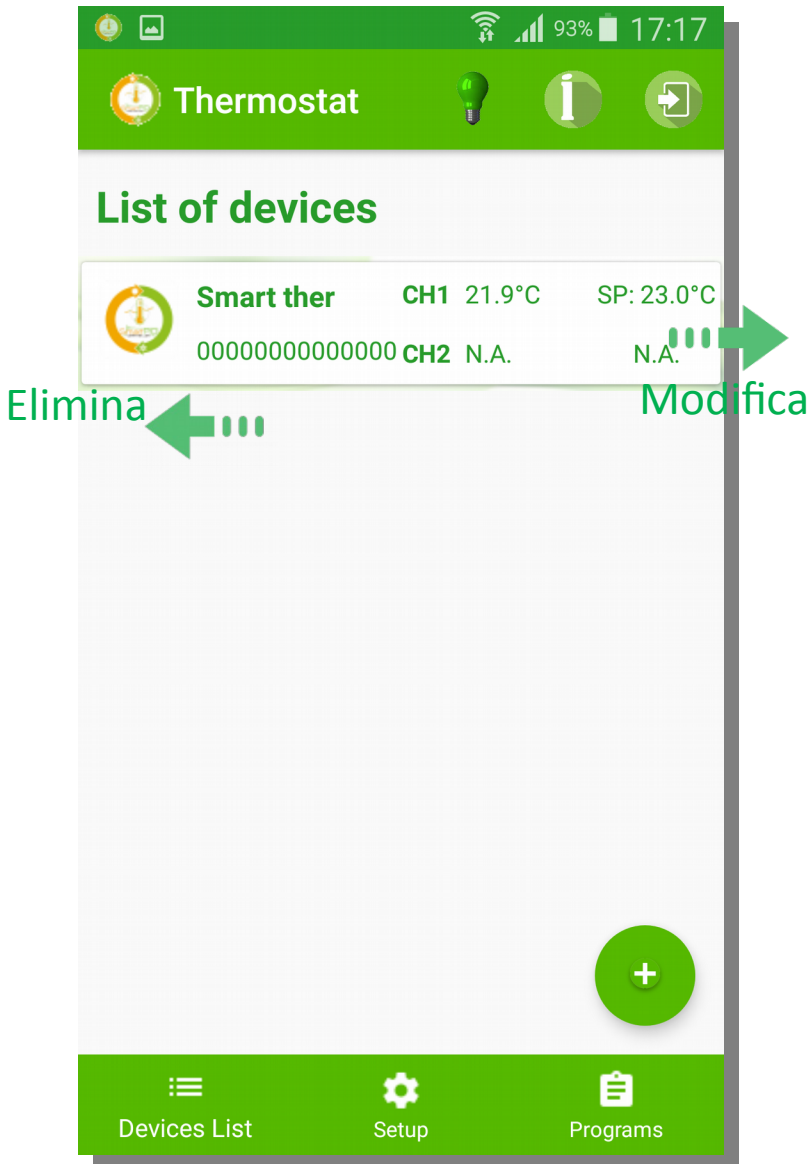 93% 17:17
Thermostat
List of devices
Smart ther CH1 21.9°C SP: 23.0°C
00000000000000 CH2 N.A. N.A.
Elimina
Modifica
Devices List Setup Programs